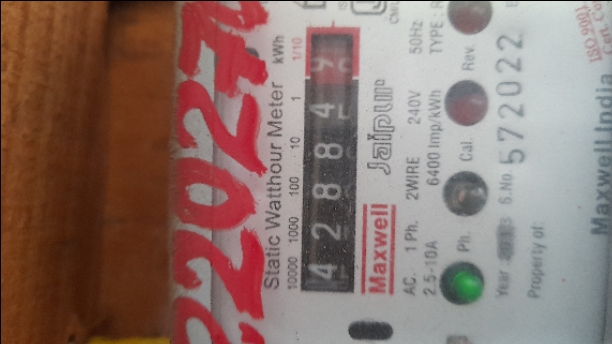 Static Watthour Meter kWh
10000 1000 100 10 1 1/10
4 2 8 8 4 9
Maxwell Jaipur
AC. 1 Ph. 2WIRE 240V 50Hz
2.5-10A 6400 Imp/kWh TYPE :
Ph. Cal. Rev.
Year S.No. 572022
Property of:
Maxwell India
ISO 9001